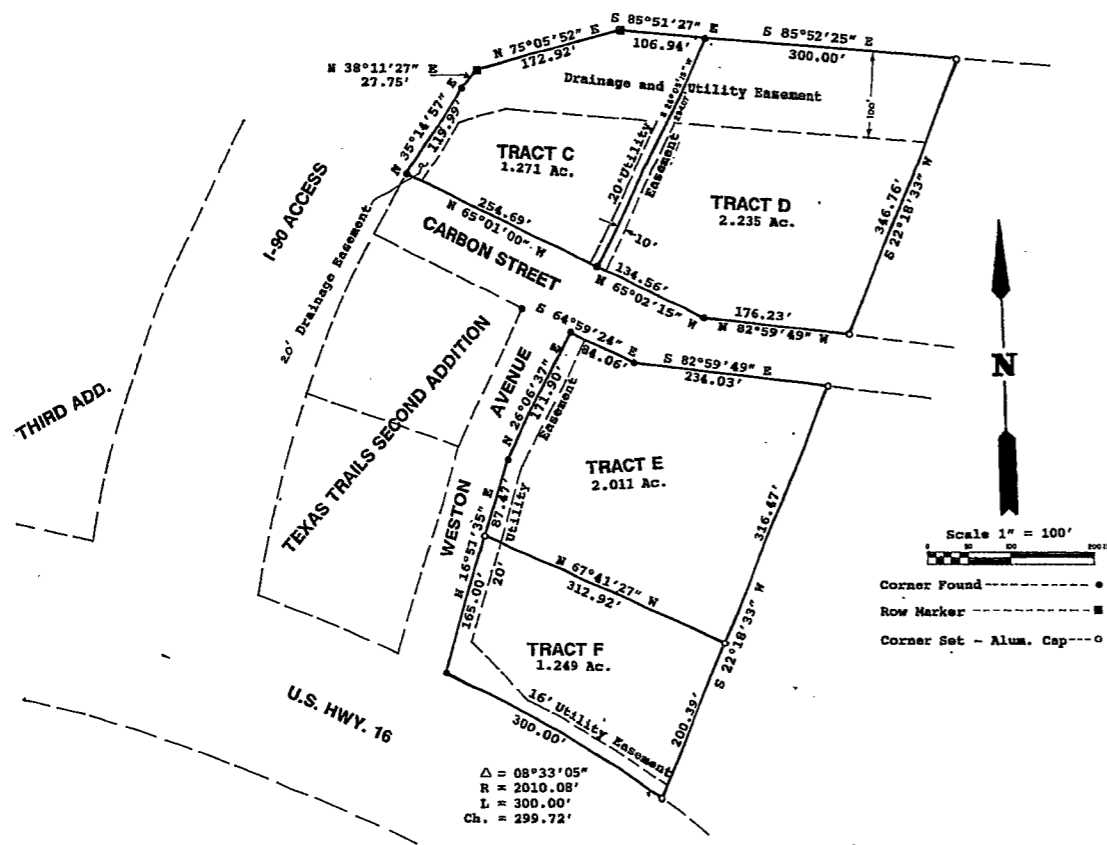 S 85°51'27" E
106.94'
S 85°52'25" E
300.00'
N 75°05'52" E
172.92'
N 38°11'27" E
27.75'
N 35°14'57" E
119.99'
Drainage and Utility Easement
100'
TRACT C
1.271 Ac.
20' Utility
Easement
TRACT D
2.235 Ac.
346.76'
S 22°18'33" W
I-90 ACCESS
254.69'
N 65°01'00" W
CARBON STREET
10'
134.56'
N 65°02'15" W
176.23'
N 82°59'49" W
20' Drainage Easement
S 64°59'24" E
84.06'
S 82°59'49" E
234.03'
N
THIRD ADD.
TEXAS TRAILS SECOND ADDITION
WESTON AVENUE
N 26°06'37" E
171.90'
20' Utility Easement
TRACT E
2.011 Ac.
316.47'
S 22°18'33" W
200.39'
N 16°51'35" E
87.47'
165.00'
N 67°41'27" W
312.92'
TRACT F
1.249 Ac.
16' Utility Easement
300.00'
U.S. HWY. 16
Δ = 08°33'05"
R = 2010.08'
L = 300.00'
Ch. = 299.72'
Scale 1" = 100'
0 50 100 200
Corner Found
Row Marker
Corner Set - Alum. Cap